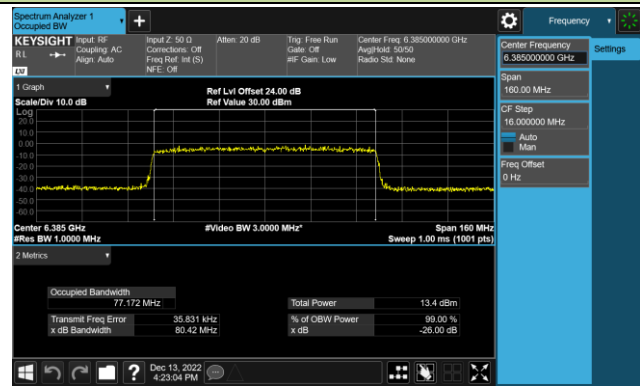 Spectrum Analyzer 1
Occupied BW
Frequency
KEYSIGHT
RL
Input: RF
Coupling: AC
Align: Auto
Input Z: 50 Ω
Corrections: Off
Freq Ref: Int (S)
NFE: Off
Atten: 20 dB
Trig: Free Run
Gate: Off
#IF Gain: Low
Center Freq: 6.385000000 GHz
Avg|Hold: 50/50
Radio Std: None
Center Frequency
6.385000000 GHz
Settings
Span
160.00 MHz
CF Step
16.000000 MHz
Auto
Man
Freq Offset
0 Hz
1 Graph
Scale/Div 10.0 dB
Ref Lvl Offset 24.00 dB
Ref Value 30.00 dBm
Log
20.0
10.0
0.00
-10.0
-20.0
-30.0
-40.0
-50.0
-60.0
Center 6.385 GHz
#Video BW 3.0000 MHz*
Span 160 MHz
#Res BW 1.0000 MHz
Sweep 1.00 ms (1001 pts)
2 Metrics
Occupied Bandwidth
77.172 MHz
Total Power 13.4 dBm
Transmit Freq Error 35.831 kHz
% of OBW Power 99.00 %
x dB Bandwidth 80.42 MHz
x dB -26.00 dB
?
Dec 13, 2022
4:23:04 PM